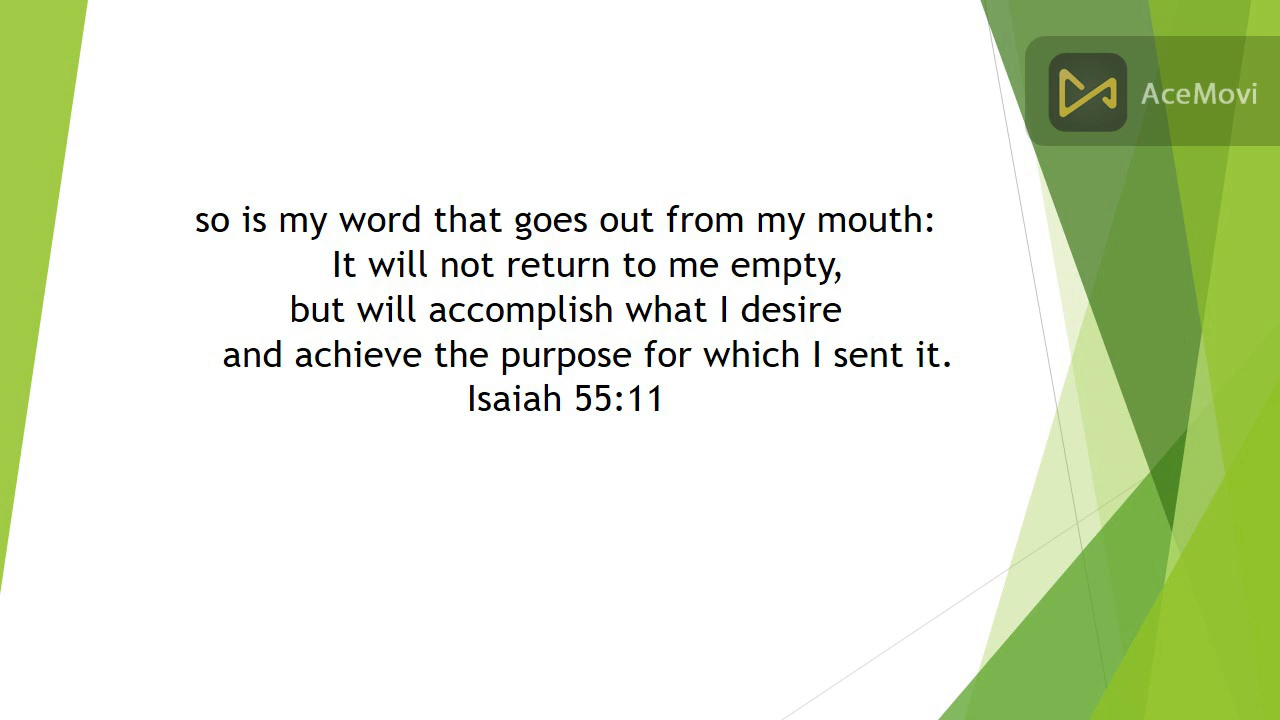 AceMovi
so is my word that goes out from my mouth:
It will not return to me empty,
but will accomplish what I desire
and achieve the purpose for which I sent it.
Isaiah 55:11